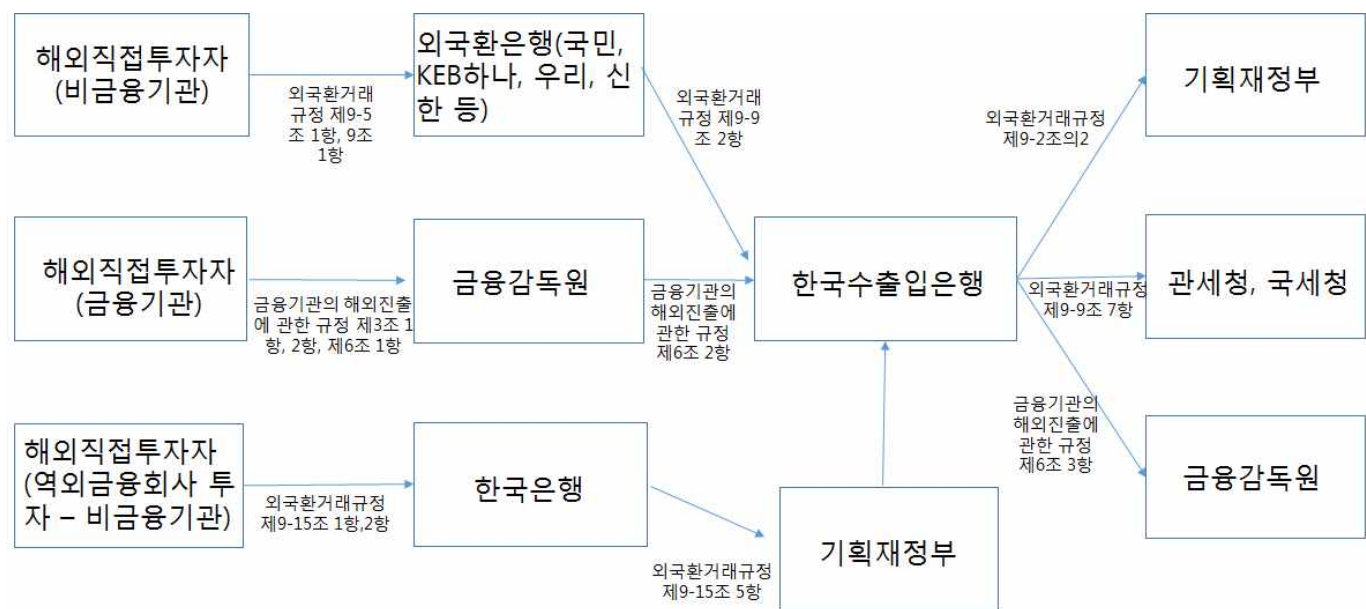 해외직접투자자
(비금융기관)
외국환거래
규정 제9-5
조 1항, 9조
1항
외국환은행(국민,
KEB하나, 우리, 신
한 등)
외국환거래
규정 제9-9
조 2항
기획재정부
외국환거래규정
제9-2조의2
해외직접투자자
(금융기관)
금융기관의 해외진출
에 관한 규정 제3조 1
항, 2항, 제6조 1항
금융감독원
금융기관의
해외진출에
관한 규정
제6조 2항
한국수출입은행
외국환거래규정
제9-9조 7항
관세청, 국세청
금융기관의
해외진출에
관한 규정
제6조 3항
금융감독원
해외직접투자자
(역외금융회사 투
자 – 비금융기관)
외국환거래규정
제9-15조 1항,2항
한국은행
외국환거래규정
제9-15조 5항
기획재정부